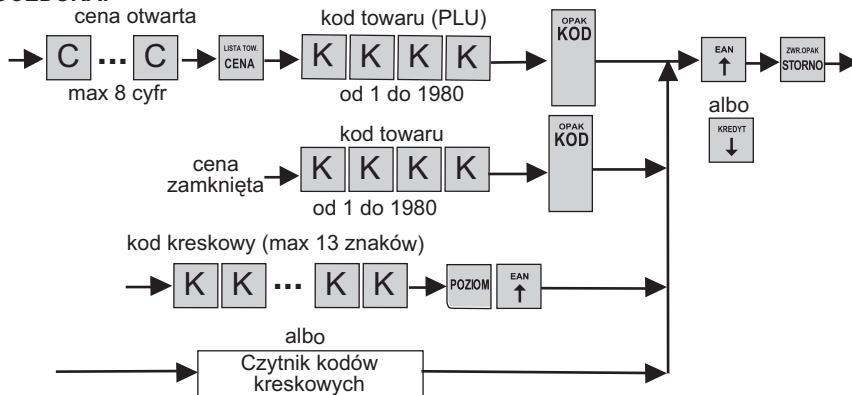 cena otwarta
kod towaru (PLU)
C ... C
LISTA TOW.
CENA
K K K K
OPAK
KOD
EAN
↑
ZWR.OPAK
STORNO
max 8 cyfr
od 1 do 1980
albo
KREDYT
↓
kod towaru
cena
zamknięta
K K K K
OPAK
KOD
od 1 do 1980
kod kreskowy (max 13 znaków)
K K ... K K
POZIOM
EAN
↑
albo
Czytnik kodów
kreskowych